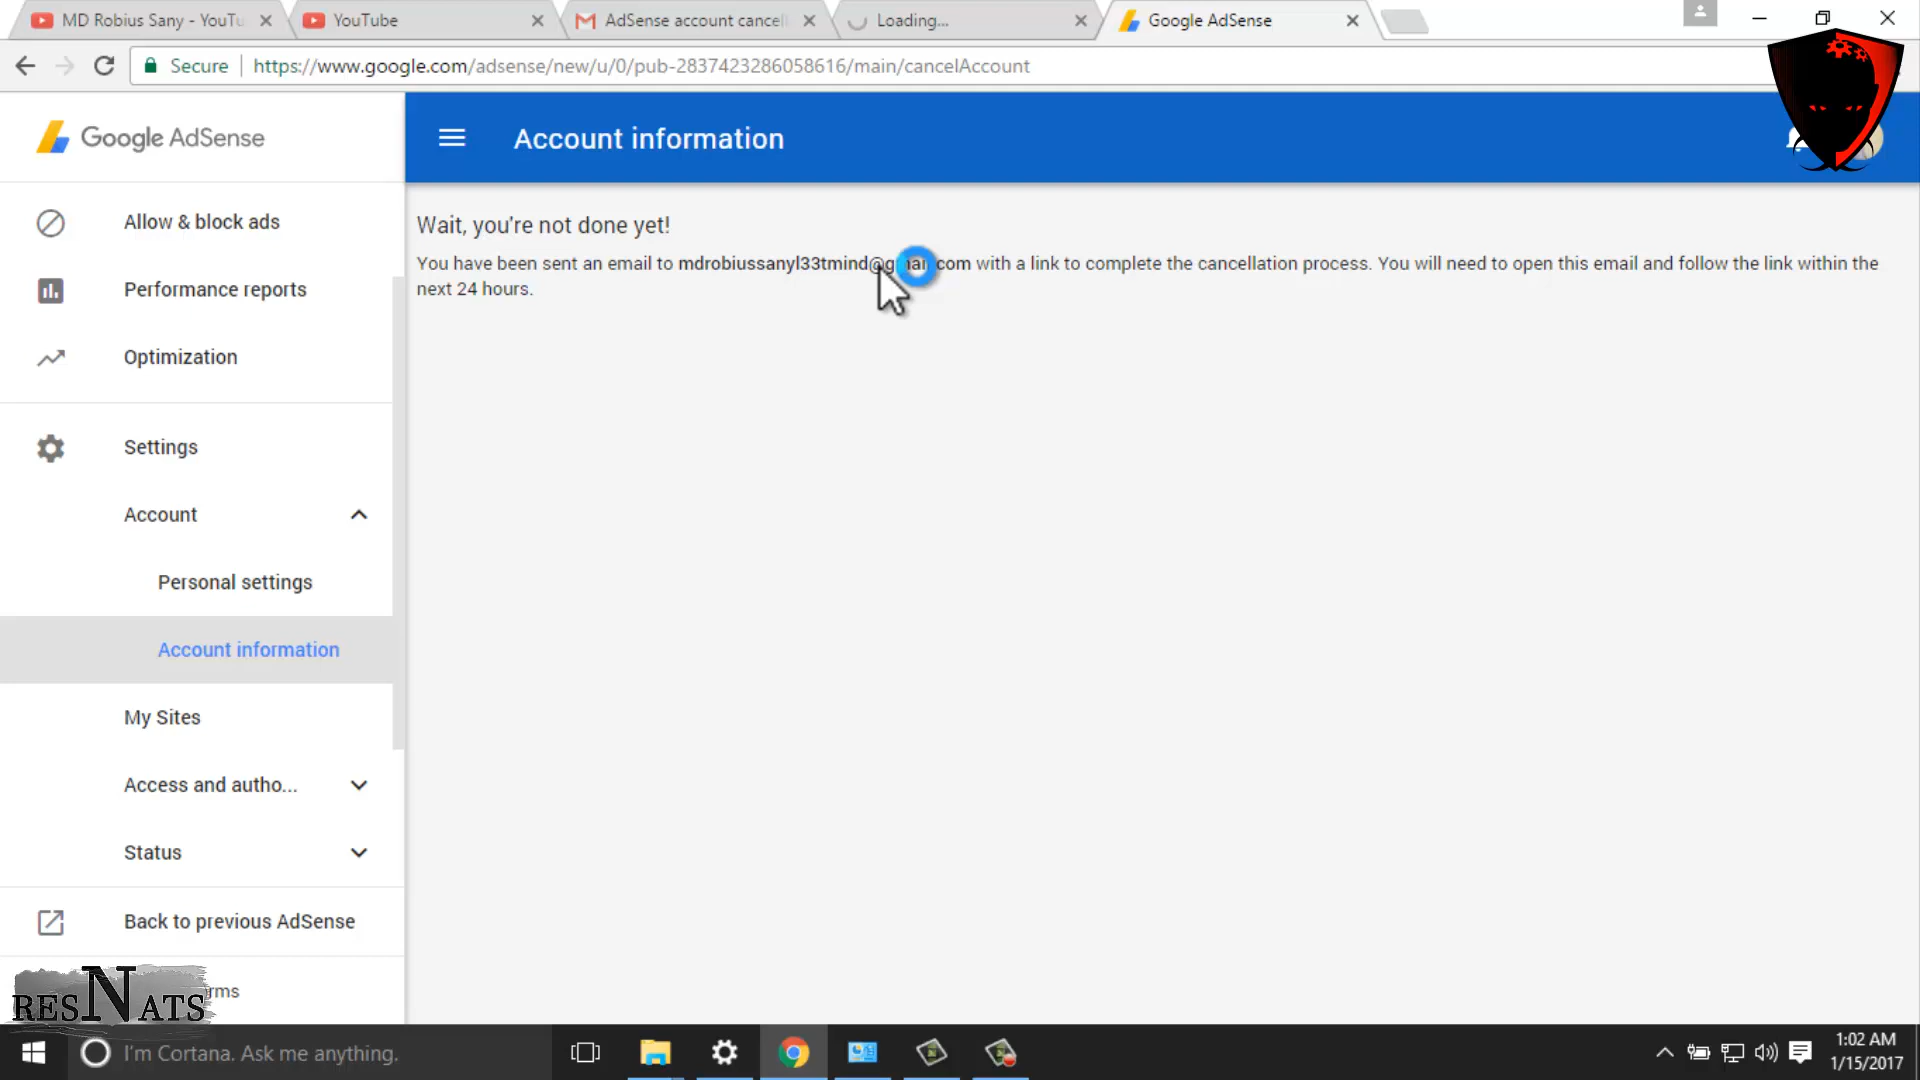 MD Robius Sany - YouTu
YouTube
AdSense account cancell
Loading...
Google AdSense
Secure
https://www.google.com/adsense/new/u/0/pub-2837423286058616/main/cancelAccount
Google AdSense
Account information
Allow & block ads
Performance reports
Optimization
Settings
Account
Personal settings
Account information
My Sites
Access and autho...
Status
Back to previous AdSense
rms
Wait, you're not done yet!
You have been sent an email to mdrobiussanyl33tmind@gmail.com with a link to complete the cancellation process. You will need to open this email and follow the link within the
next 24 hours.
RESNATS
I'm Cortana. Ask me anything.
1:02 AM
1/15/2017